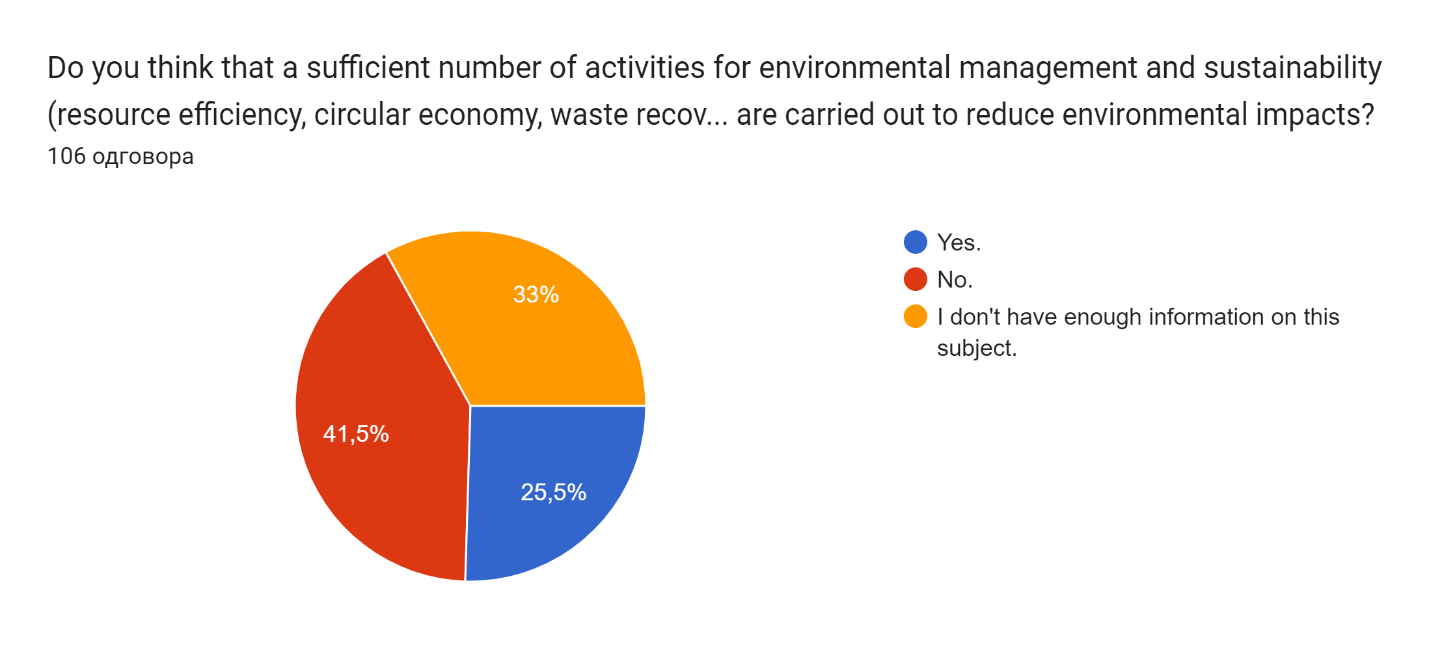 Do you think that a sufficient number of activities for environmental management and sustainability
(resource efficiency, circular economy, waste recov... are carried out to reduce environmental impacts?
106 одговора
Yes.
No.
I don't have enough information on this
subject.
33%
41,5%
25,5%